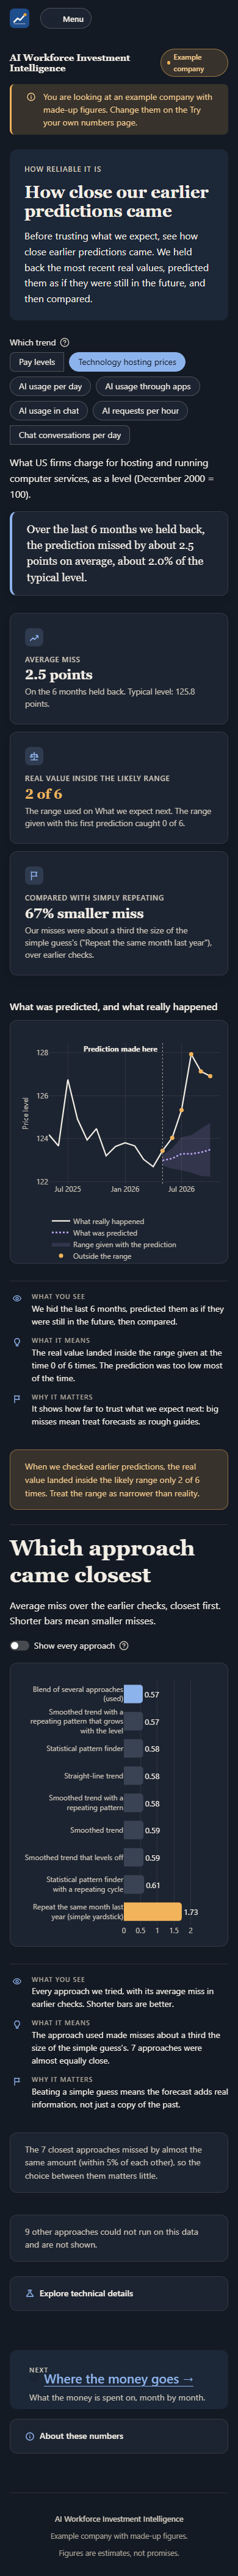 Menu
AI Workforce Investment
Intelligence
Example
company
You are looking at an example company with
made-up figures. Change them on the Try
your own numbers page.
HOW RELIABLE IT IS
How close our earlier
predictions came
Before trusting what we expect, see how
close earlier predictions came. We held
back the most recent real values, predicted
them as if they were still in the future, and
then compared.
Which trend
Pay levels
Technology hosting prices
AI usage per day
AI usage through apps
AI usage in chat
AI requests per hour
Chat conversations per day
What US firms charge for hosting and running
computer services, as a level (December 2000 =
100).
Over the last 6 months we held back,
the prediction missed by about 2.5
points on average, about 2.0% of the
typical level.
AVERAGE MISS
2.5 points
On the 6 months held back. Typical level: 125.8
points.
REAL VALUE INSIDE THE LIKELY RANGE
2 of 6
The range used on What we expect next. The range
given with this first prediction caught 0 of 6.
COMPARED WITH SIMPLY REPEATING
67% smaller miss
Our misses were about a third the size of the
simple guess's ("Repeat the same month last year"),
over earlier checks.
What was predicted, and what really happened
Prediction made here
128
126
124
122
Price level
Jul 2025
Jan 2026
Jul 2026
What really happened
What was predicted
Range given with the prediction
Outside the range
WHAT YOU SEE
We hid the last 6 months, predicted them as if they
were still in the future, then compared.
WHAT IT MEANS
The real value landed inside the range given at the
time 0 of 6 times. The prediction was too low most
of the time.
WHY IT MATTERS
It shows how far to trust what we expect next: big
misses mean treat forecasts as rough guides.
When we checked earlier predictions, the real
value landed inside the likely range only 2 of 6
times. Treat the range as narrower than reality.
Which approach
came closest
Average miss over the earlier checks, closest first.
Shorter bars mean smaller misses.
Show every approach
Blend of several approaches
(used)
0.57
Smoothed trend with a
repeating pattern that grows
with the level
0.57
Statistical pattern finder
0.58
Straight-line trend
0.58
Smoothed trend with a
repeating pattern
0.58
Smoothed trend
0.59
Smoothed trend that levels off
0.59
Statistical pattern finder
with a repeating cycle
0.61
Repeat the same month last
year (simple yardstick)
1.73
0 0.5 1 1.5 2
WHAT YOU SEE
Every approach we tried, with its average miss in
earlier checks. Shorter bars are better.
WHAT IT MEANS
The approach used made misses about a third the
size of the simple guess's. 7 approaches were
almost equally close.
WHY IT MATTERS
Beating a simple guess means the forecast adds real
information, not just a copy of the past.
The 7 closest approaches missed by almost the
same amount (within 5% of each other), so the
choice between them matters little.
9 other approaches could not run on this data
and are not shown.
Explore technical details
NEXT
Where the money goes →
What the money is spent on, month by month.
About these numbers
AI Workforce Investment Intelligence
Example company with made-up figures.
Figures are estimates, not promises.